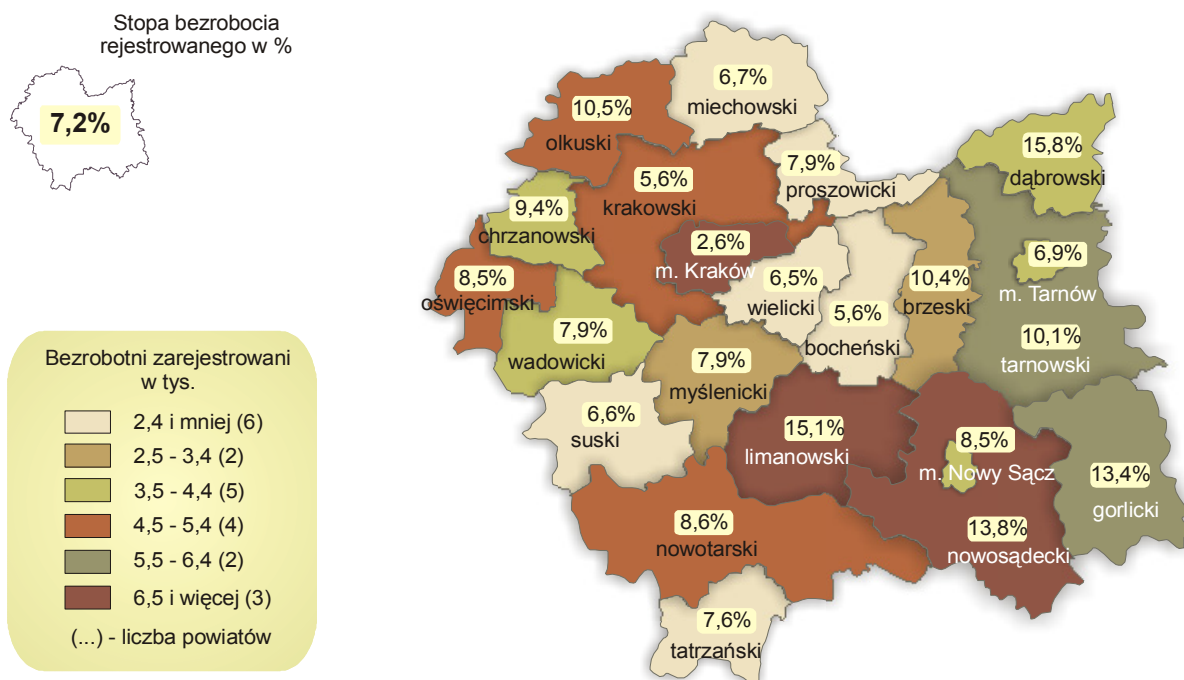 Stopa bezrobocia
rejestrowanego w %
7,2%
Bezrobotni zarejestrowani
w tys.
2,4 i mniej (6)
2,5 - 3,4 (2)
3,5 - 4,4 (5)
4,5 - 5,4 (4)
5,5 - 6,4 (2)
6,5 i więcej (3)
(...) - liczba powiatów
6,7%
miechowski
10,5%
olkuski
15,8%
dąbrowski
7,9%
proszowicki
5,6%
krakowski
9,4%
chrzanowski
2,6%
m. Kraków
6,9%
m. Tarnów
8,5%
oświęcimski
6,5%
wielicki
10,4%
brzeski
5,6%
bocheński
10,1%
tarnowski
7,9%
wadowicki
7,9%
myślenicki
6,6%
suski
15,1%
limanowski
8,5%
m. Nowy Sącz
13,4%
gorlicki
8,6%
nowotarski
13,8%
nowosądecki
7,6%
tatrzański